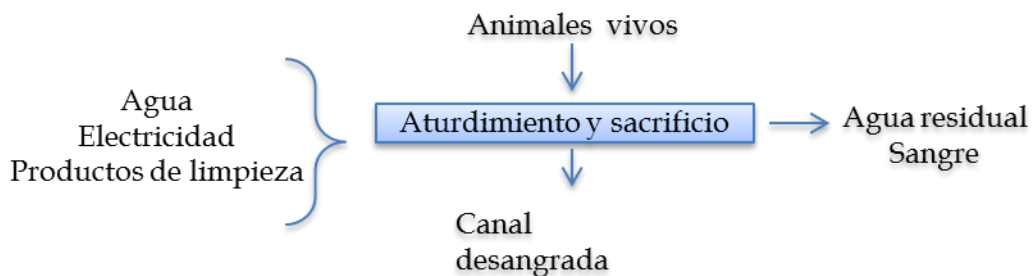 Animales vivos
Agua
Electricidad
Productos de limpieza
Aturdimiento y sacrificio
Agua residual
Sangre
Canal
desangrada